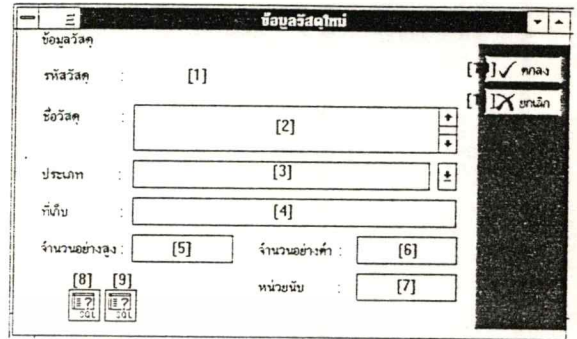 ข้อมูลวัสดุใหม่
ข้อมูลวัสดุ
รหัสวัสดุ : [1]
ตกลง
ยกเลิก
ชื่อวัสดุ : [2]
ประเภท : [3]
ที่เก็บ : [4]
จำนวนอย่างสูง : [5] จำนวนอย่างต่ำ : [6]
[8] [9] หน่วยนับ : [7]
SQL SQL